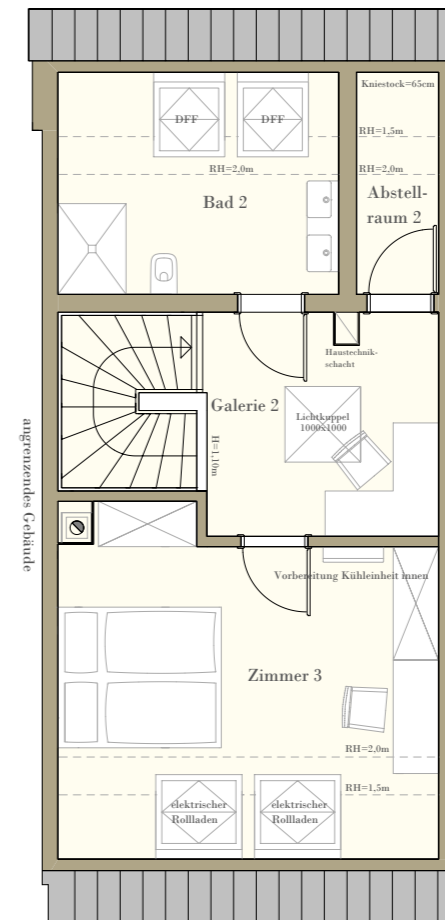 Kniestock=65cm
DFF
DFF
RH=1,5m
RH=2,0m
RH=2,0m
Bad 2
Abstell-
raum 2
Haustechnik-
schacht
Galerie 2
Lichtkuppel
1000x1000
H=1,10m
angrenzendes Gebäude
Vorbereitung Kühleinheit innen
Zimmer 3
RH=2,0m
RH=1,5m
elektrischer
Rollladen
elektrischer
Rollladen